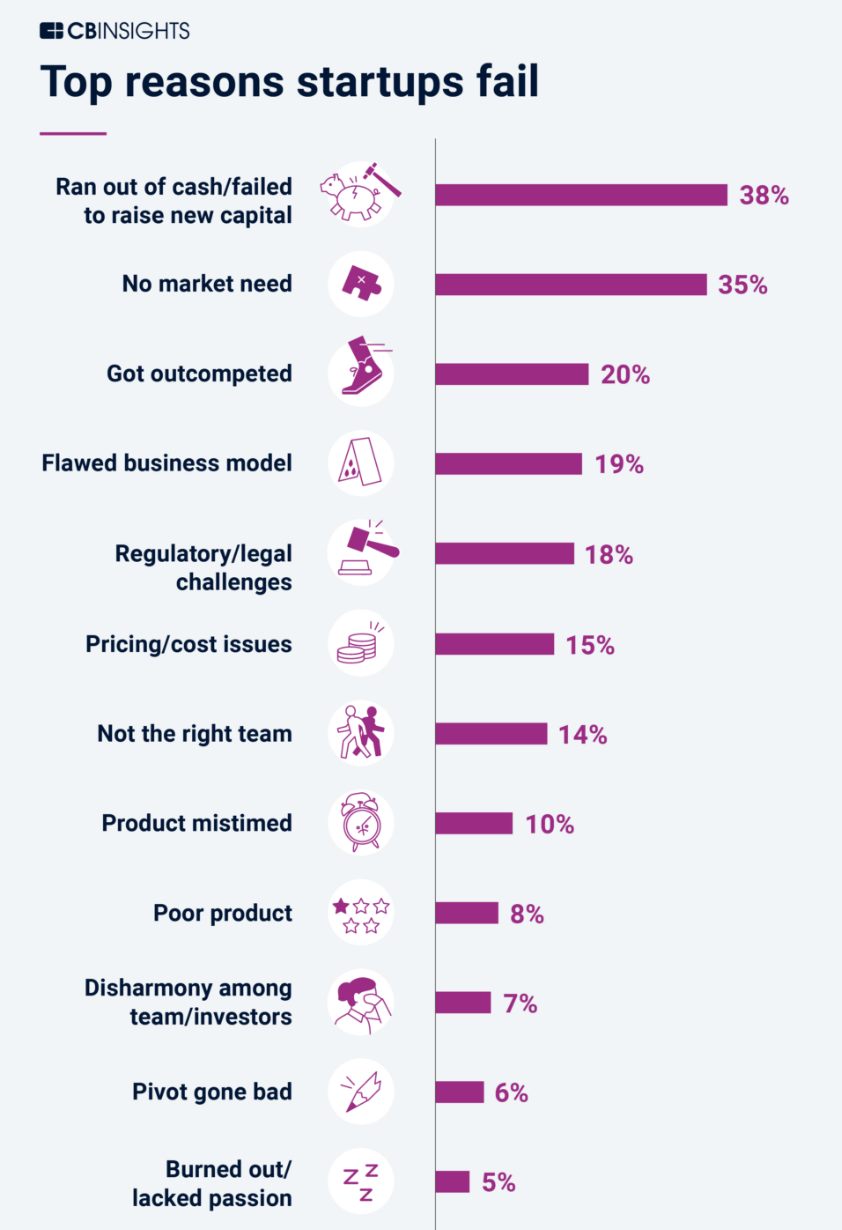 CBINSIGHTS
Top reasons startups fail
Ran out of cash/failed
to raise new capital
38%
No market need
35%
Got outcompeted
20%
Flawed business model
19%
Regulatory/legal
challenges
18%
Pricing/cost issues
15%
Not the right team
14%
Product mistimed
10%
Poor product
8%
Disharmony among
team/investors
7%
Pivot gone bad
6%
Burned out/
lacked passion
z z
z
5%